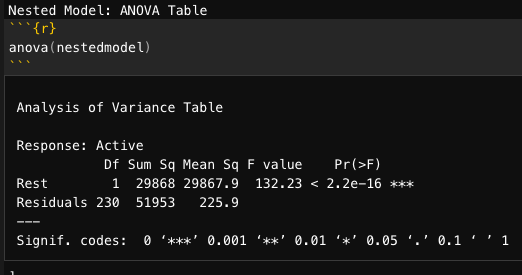 Nested Model: ANOVA Table
```{r}
anova(nestedmodel)
```
Analysis of Variance Table
Response: Active
Df Sum Sq Mean Sq F value Pr(>F)
Rest 1 29868 29867.9 132.23 < 2.2e-16 ***
Residuals 230 51953 225.9
---
Signif. codes: 0 ‘***’ 0.001 ‘**’ 0.01 ‘*’ 0.05 ‘.’ 0.1 ‘ ’ 1